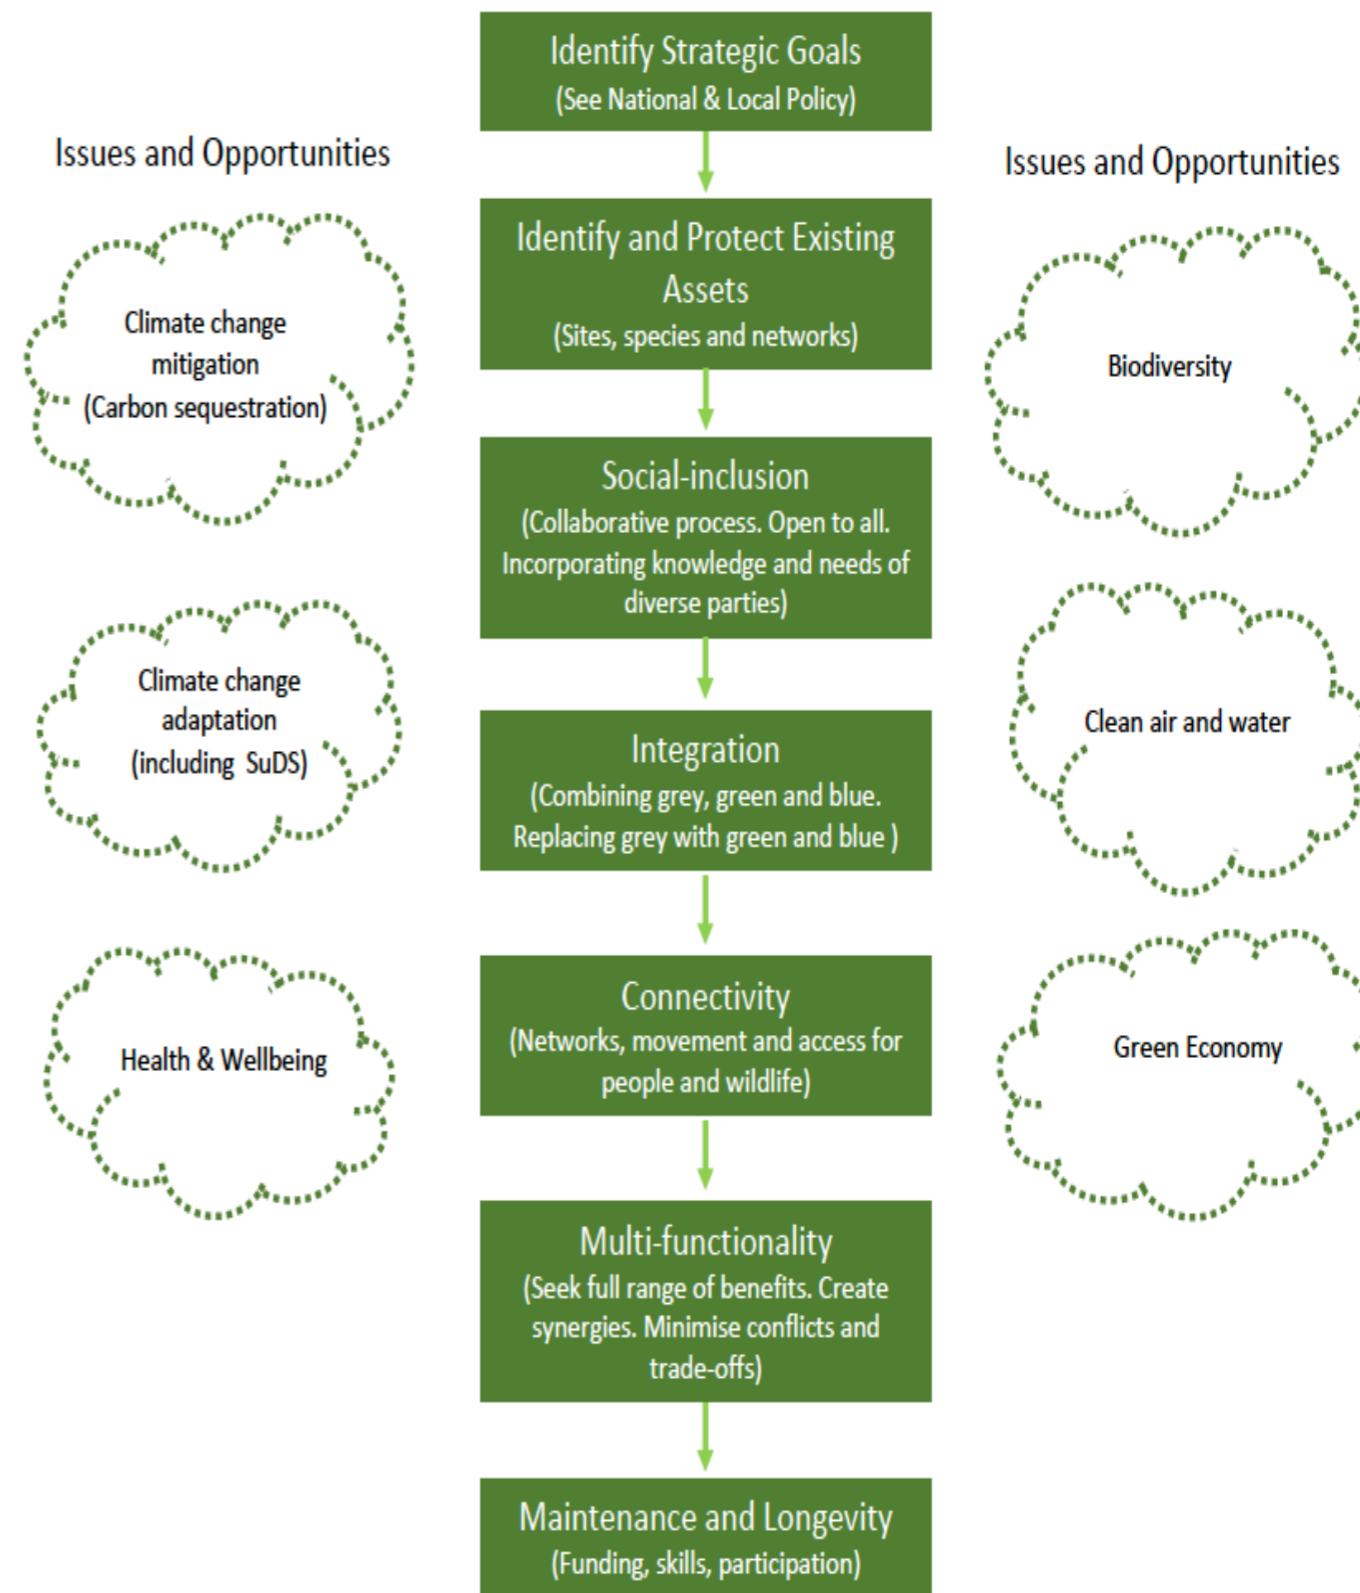 Identify Strategic Goals
(See National & Local Policy)
Issues and Opportunities
Climate change
mitigation
(Carbon sequestration)
Climate change
adaptation
(including SuDS)
Health & Wellbeing
Identify and Protect Existing
Assets
(Sites, species and networks)
Social-inclusion
(Collaborative process. Open to all.
Incorporating knowledge and needs of
diverse parties)
Integration
(Combining grey, green and blue.
Replacing grey with green and blue )
Connectivity
(Networks, movement and access for
people and wildlife)
Multi-functionality
(Seek full range of benefits. Create
synergies. Minimise conflicts and
trade-offs)
Maintenance and Longevity
(Funding, skills, participation)
Issues and Opportunities
Biodiversity
Clean air and water
Green Economy